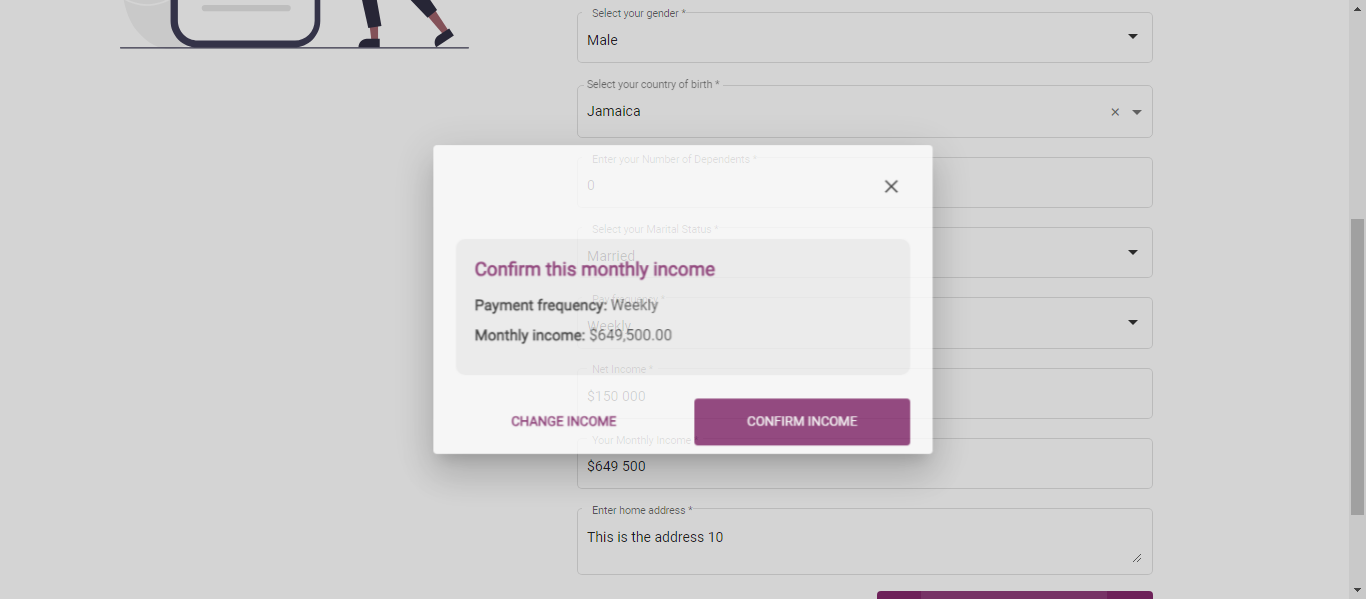 Select your gender *
Male
Select your country of birth *
Jamaica
Enter your Number of Dependents *
0
Select your Marital Status *
Married
Confirm this monthly income
Payment frequency: Weekly
Weekly
Monthly income: $649,500.00
Net Income *
$150 000
CHANGE INCOME
CONFIRM INCOME
Your Monthly Income *
$649 500
Enter home address *
This is the address 10